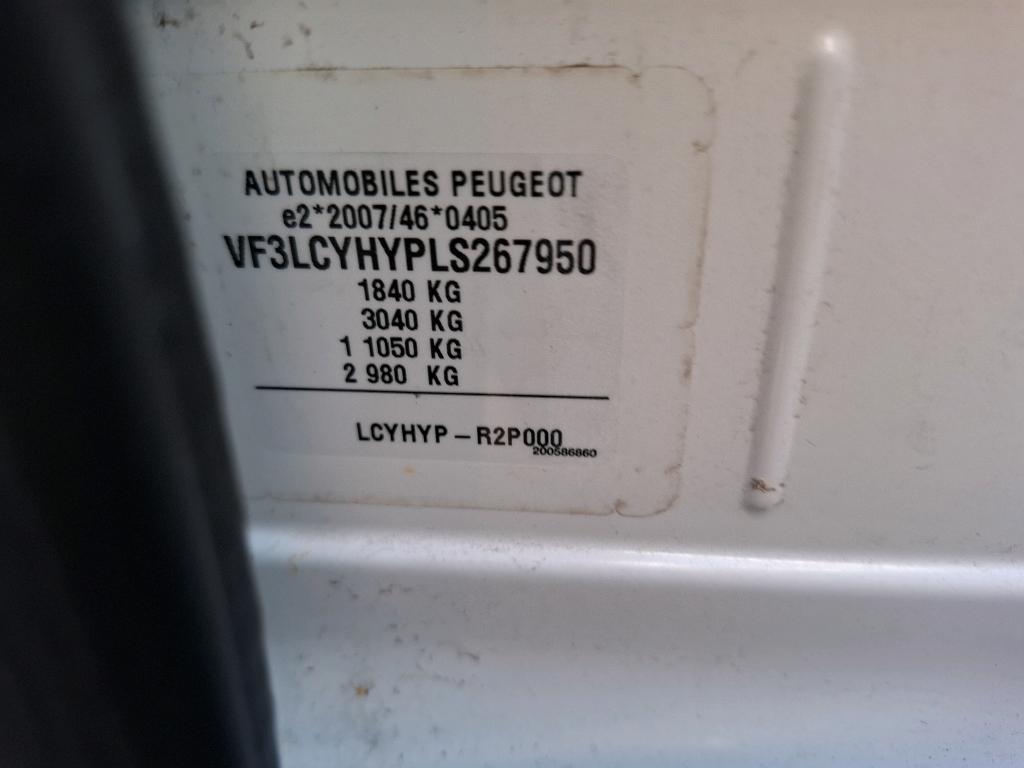 AUTOMOBILES PEUGEOT
e2*2007/46*0405
VF3LCYHYPLS267950
1840 KG
3040 KG
1 1050 KG
2 980 KG
LCYHYP - R2P000
200586860